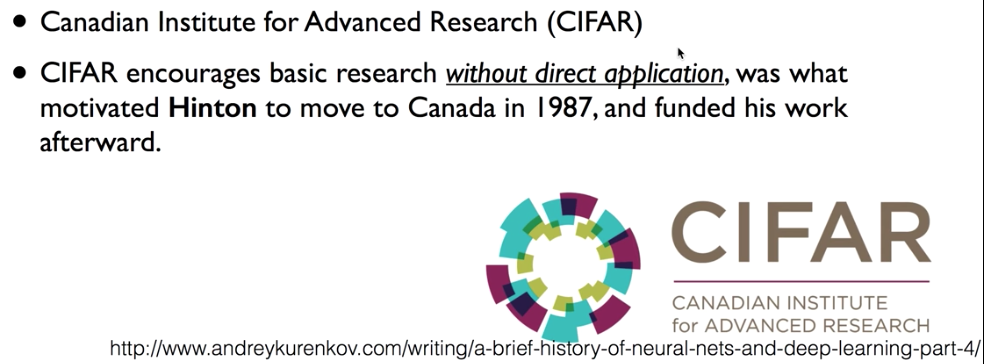 • Canadian Institute for Advanced Research (CIFAR)
• CIFAR encourages basic research without direct application, was what
motivated Hinton to move to Canada in 1987, and funded his work
afterward.
CIFAR
CANADIAN INSTITUTE
for ADVANCED RESEARCH
http://www.andreykurenkov.com/writing/a-brief-history-of-neural-nets-and-deep-learning-part-4/